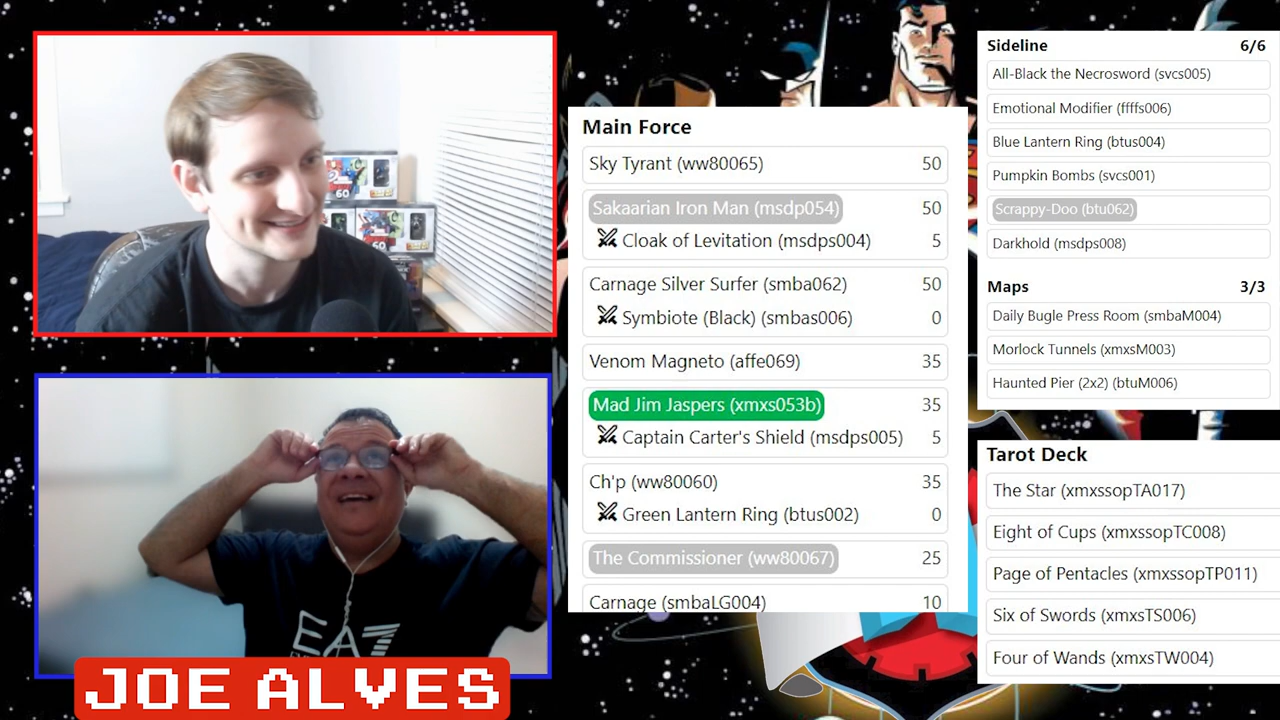 60
60
EA7
JOE ALVES
Main Force
Sky Tyrant (ww80065) 50
Sakaarian Iron Man (msdp054) 50
Cloak of Levitation (msdps004) 5
Carnage Silver Surfer (smba062) 50
Symbiote (Black) (smbas006) 0
Venom Magneto (affe069) 35
Mad Jim Jaspers (xmxs053b) 35
Captain Carter's Shield (msdps005) 5
Ch'p (ww80060) 35
Green Lantern Ring (btus002) 0
The Commissioner (ww80067) 25
Carnage (smbaLG004) 10
Sideline 6/6
All-Black the Necrosword (svcs005)
Emotional Modifier (ffffs006)
Blue Lantern Ring (btus004)
Pumpkin Bombs (svcs001)
Scrappy-Doo (btu062)
Darkhold (msdps008)
Maps 3/3
Daily Bugle Press Room (smbaM004)
Morlock Tunnels (xmxsM003)
Haunted Pier (2x2) (btuM006)
Tarot Deck
The Star (xmxssopTA017)
Eight of Cups (xmxssopTC008)
Page of Pentacles (xmxssopTP011)
Six of Swords (xmxsTS006)
Four of Wands (xmxsTW004)